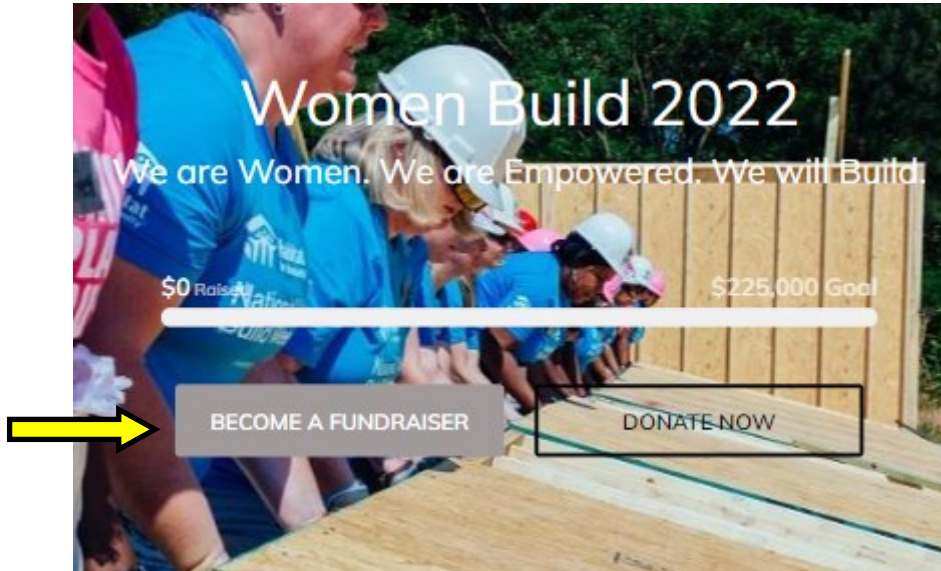 Women Build 2022
We are Women. We are Empowered. We will Build.
$0 Raised
$225,000 Goal
BECOME A FUNDRAISER
DONATE NOW